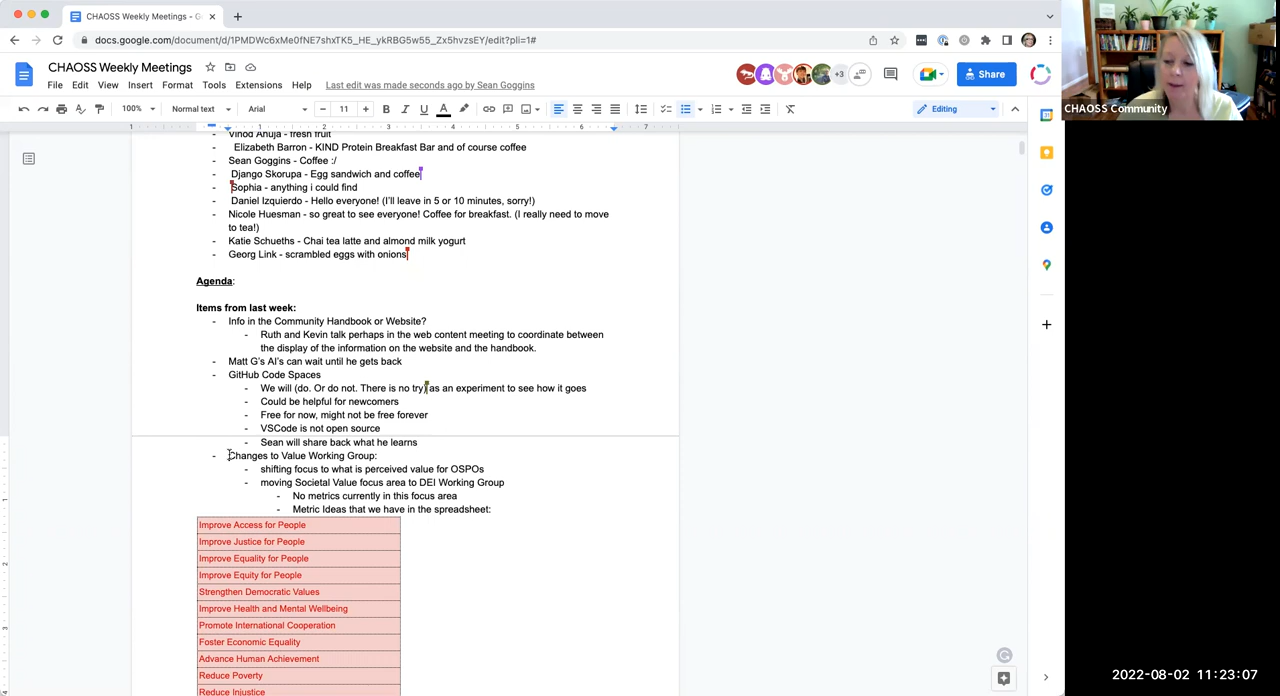 CHAOSS Weekly Meetings - G
docs.google.com/document/d/1PMDWc6xMe0fNE7shxTK5_HE_ykRBG5w55_Zx5hvzsEY/edit?pli=1#
CHAOSS Weekly Meetings
File Edit View Insert Format Tools Extensions Help Last edit was made seconds ago by Sean Goggins
+3
Share
100% Normal text Arial 11 Editing
CHAOSS Community
1 1 2 3 4 5 6 7
- Vinod Ahuja - fresh fruit
- Elizabeth Barron - KIND Protein Breakfast Bar and of course coffee
- Sean Goggins - Coffee :/
- Django Skorupa - Egg sandwich and coffee
- Sophia - anything i could find
- Daniel Izquierdo - Hello everyone! (I'll leave in 5 or 10 minutes, sorry!)
- Nicole Huesman - so great to see everyone! Coffee for breakfast. (I really need to move
to tea!)
- Katie Schueths - Chai tea latte and almond milk yogurt
- Georg Link - scrambled eggs with onions
Agenda:
Items from last week:
- Info in the Community Handbook or Website?
- Ruth and Kevin talk perhaps in the web content meeting to coordinate between
the display of the information on the website and the handbook.
- Matt G's AI's can wait until he gets back
- GitHub Code Spaces
- We will (do. Or do not. There is no try) as an experiment to see how it goes
- Could be helpful for newcomers
- Free for now, might not be free forever
- VSCode is not open source
- Sean will share back what he learns
- Changes to Value Working Group:
- shifting focus to what is perceived value for OSPOs
- moving Societal Value focus area to DEI Working Group
- No metrics currently in this focus area
- Metric Ideas that we have in the spreadsheet:
Improve Access for People
Improve Justice for People
Improve Equality for People
Improve Equity for People
Strengthen Democratic Values
Improve Health and Mental Wellbeing
Promote International Cooperation
Foster Economic Equality
Advance Human Achievement
Reduce Poverty
Reduce Injustice
2022-08-02 11:23:07